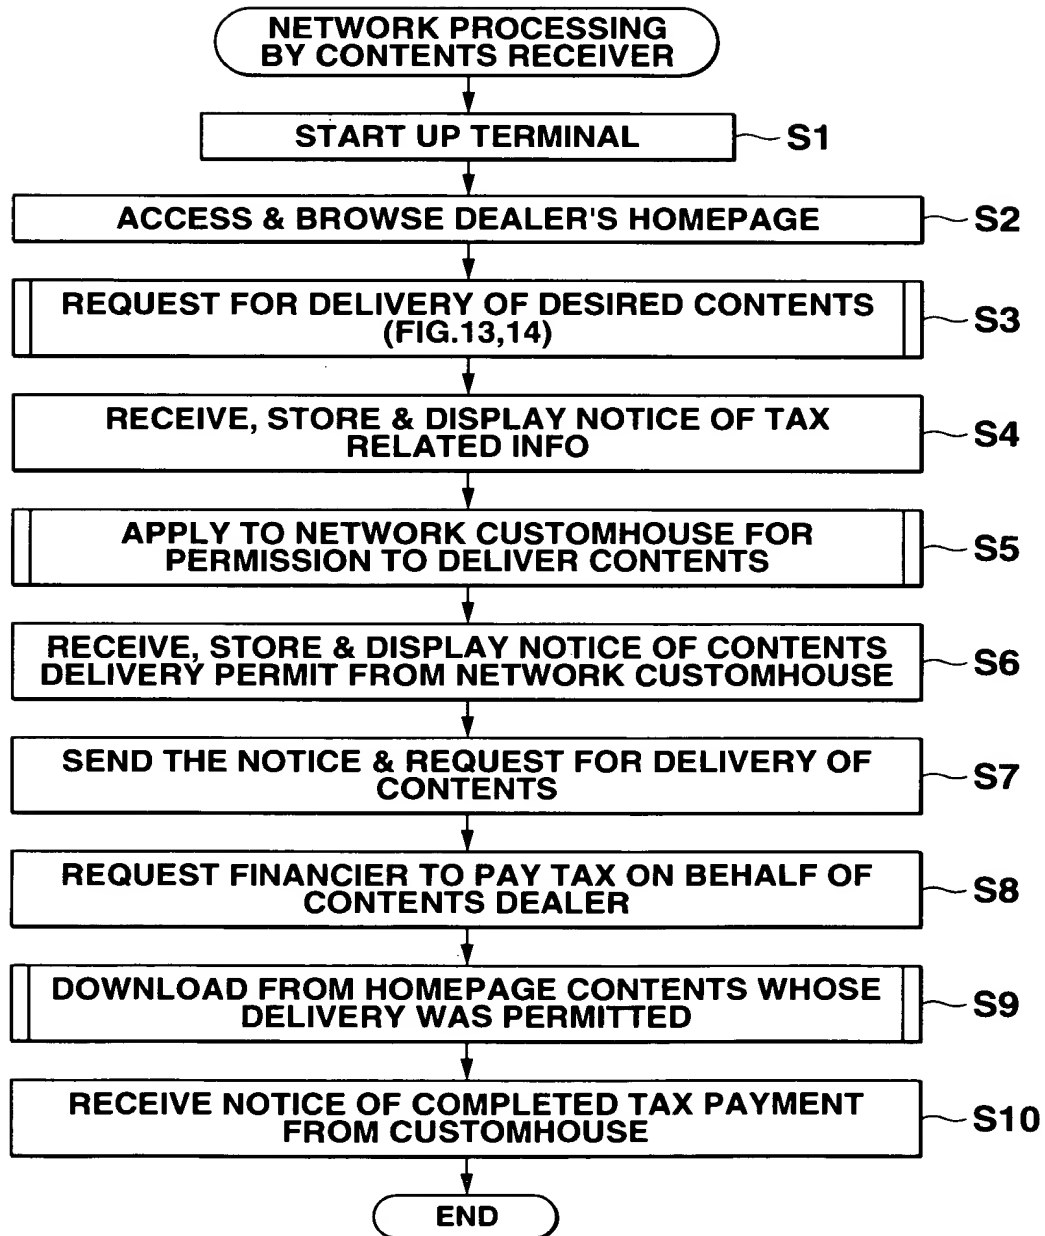 NETWORK PROCESSING
BY CONTENTS RECEIVER
START UP TERMINAL
S1
ACCESS & BROWSE DEALER'S HOMEPAGE
S2
REQUEST FOR DELIVERY OF DESIRED CONTENTS
(FIG.13,14)
S3
RECEIVE, STORE & DISPLAY NOTICE OF TAX
RELATED INFO
S4
APPLY TO NETWORK CUSTOMHOUSE FOR
PERMISSION TO DELIVER CONTENTS
S5
RECEIVE, STORE & DISPLAY NOTICE OF CONTENTS
DELIVERY PERMIT FROM NETWORK CUSTOMHOUSE
S6
SEND THE NOTICE & REQUEST FOR DELIVERY OF
CONTENTS
S7
REQUEST FINANCIER TO PAY TAX ON BEHALF OF
CONTENTS DEALER
S8
DOWNLOAD FROM HOMEPAGE CONTENTS WHOSE
DELIVERY WAS PERMITTED
S9
RECEIVE NOTICE OF COMPLETED TAX PAYMENT
FROM CUSTOMHOUSE
S10
END